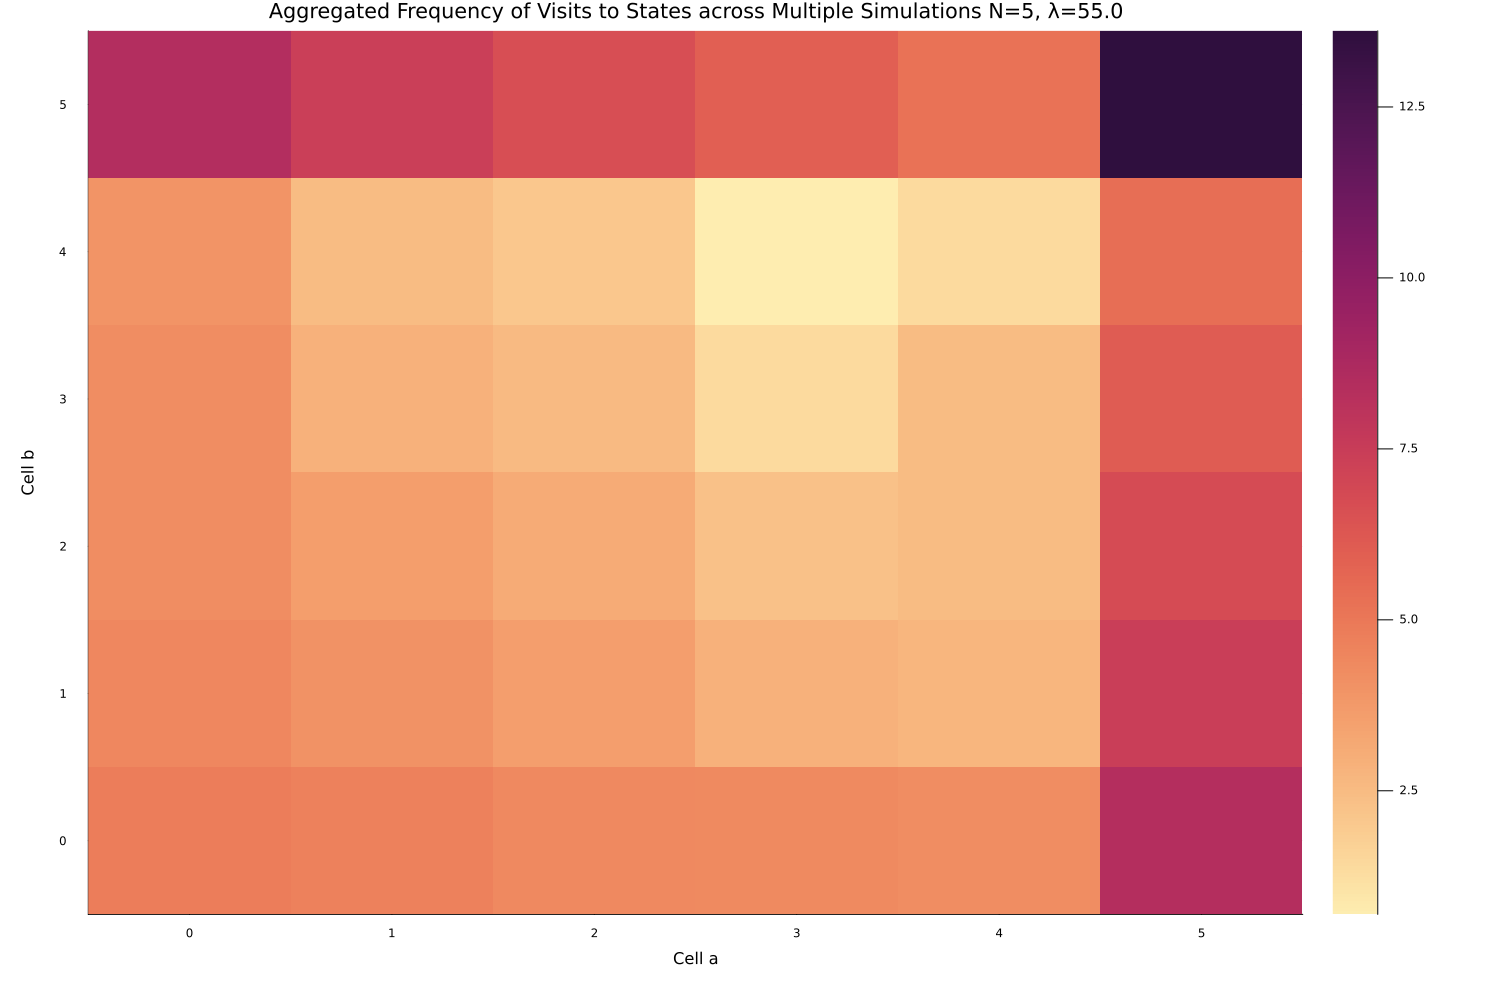 Aggregated Frequency of Visits to States across Multiple Simulations N=5, λ=55.0
5
4
3
2
1
0
Cell b
0 1 2 3 4 5
Cell a
12.5
10.0
7.5
5.0
2.5